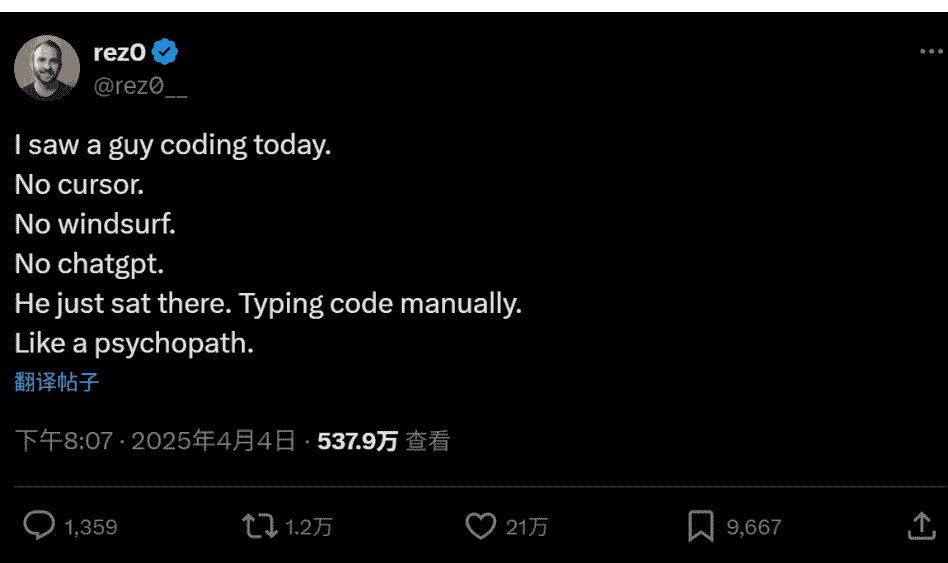 rez0
@rez0__
I saw a guy coding today.
No cursor.
No windsurf.
No chatgpt.
He just sat there. Typing code manually.
Like a psychopath.
翻译帖子
下午8:07 · 2025年4月4日 · 537.9万 查看
1,359 1.2万 21万 9,667